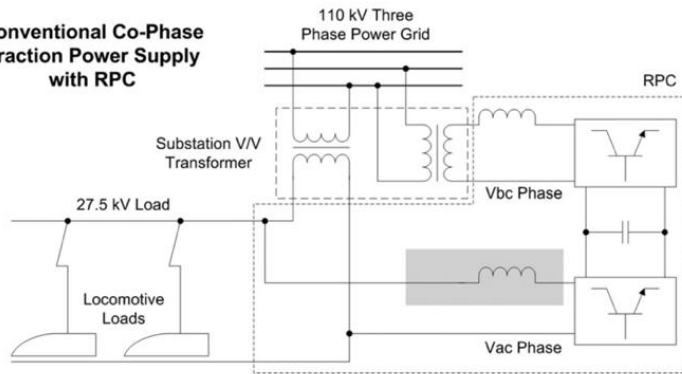 onventional Co-Phase
raction Power Supply
with RPC
110 kV Three
Phase Power Grid
RPC
Substation V/V
Transformer
Vbc Phase
27.5 kV Load
Locomotive
Loads
Vac Phase